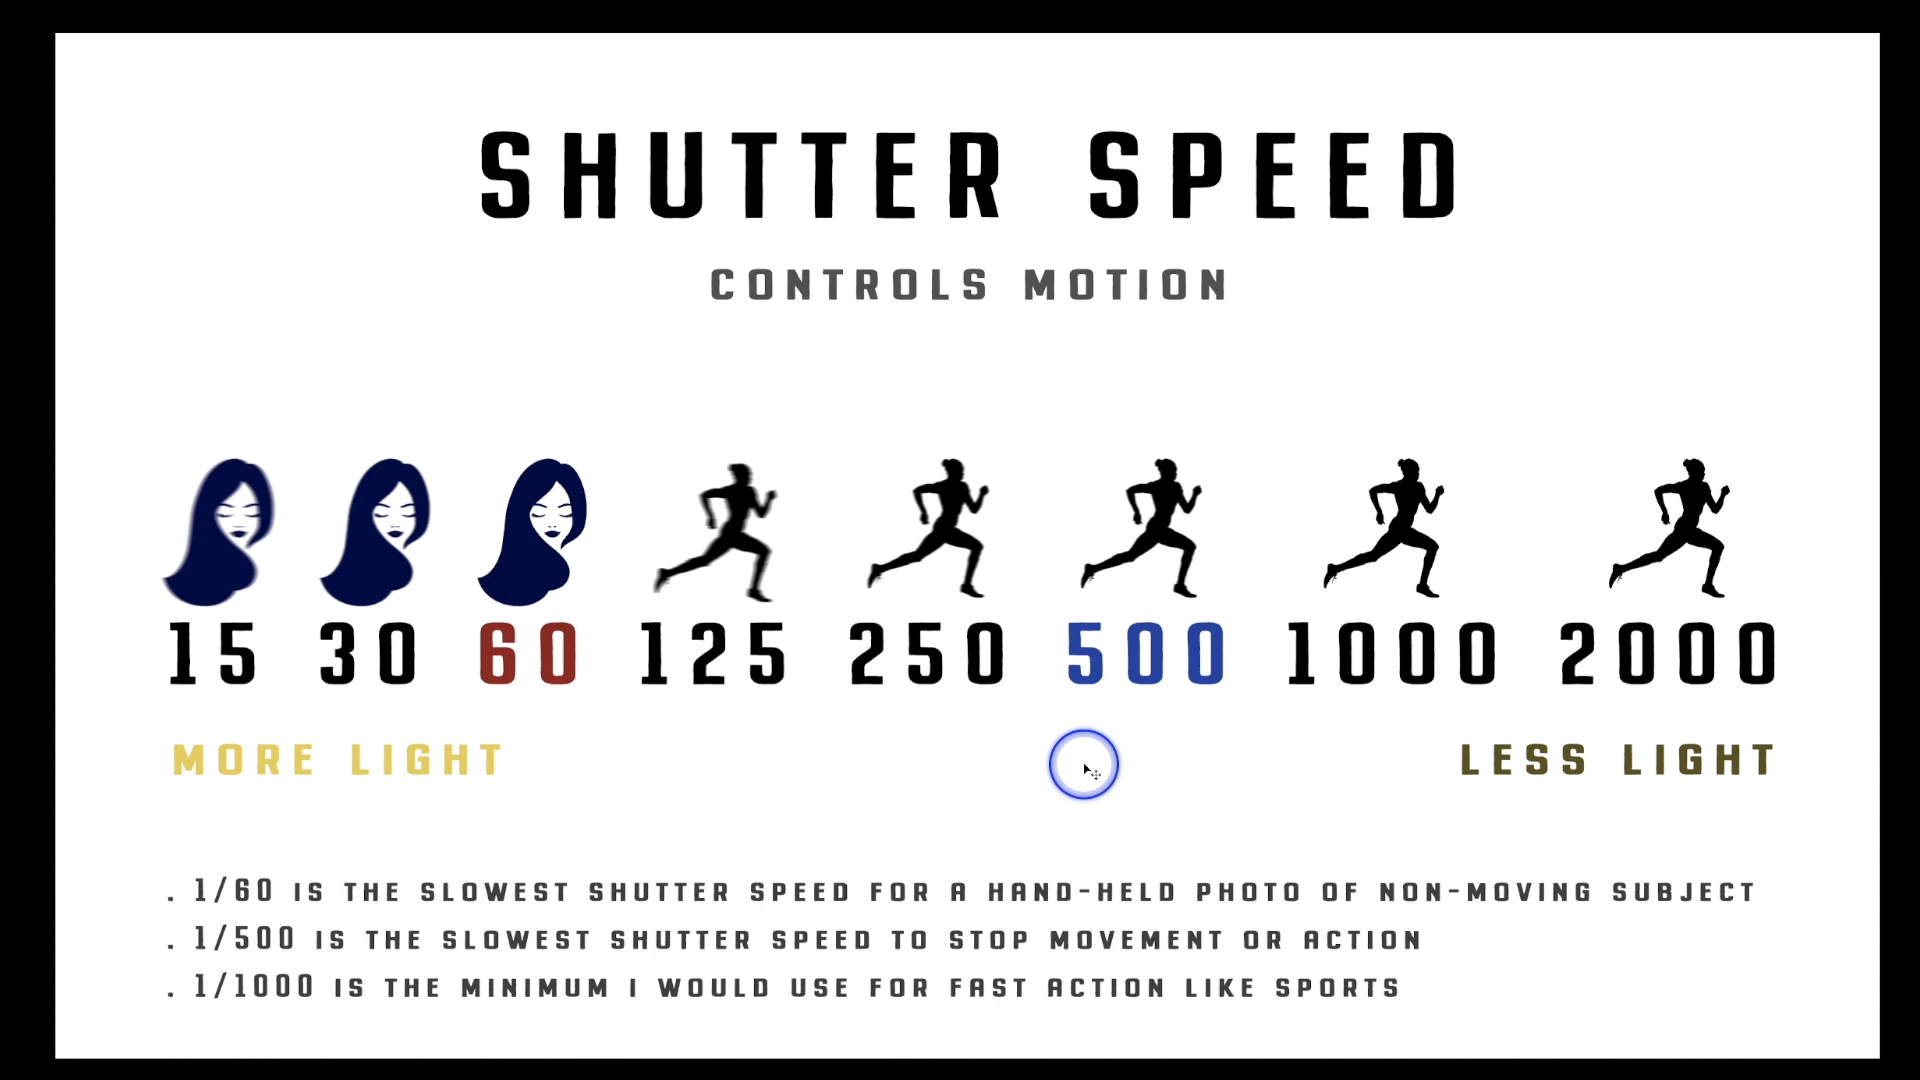 SHUTTER SPEED
CONTROLS MOTION
15 30 60 125 250 500 1000 2000
MORE LIGHT LESS LIGHT
. 1/60 IS THE SLOWEST SHUTTER SPEED FOR A HAND-HELD PHOTO OF NON-MOVING SUBJECT
. 1/500 IS THE SLOWEST SHUTTER SPEED TO STOP MOVEMENT OR ACTION
. 1/1000 IS THE MINIMUM I WOULD USE FOR FAST ACTION LIKE SPORTS